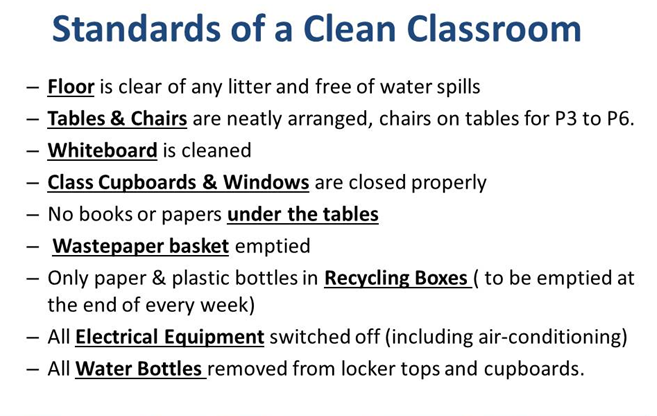 Standards of a Clean Classroom
– Floor is clear of any litter and free of water spills
– Tables & Chairs are neatly arranged, chairs on tables for P3 to P6.
– Whiteboard is cleaned
– Class Cupboards & Windows are closed properly
– No books or papers under the tables
– Wastepaper basket emptied
– Only paper & plastic bottles in Recycling Boxes ( to be emptied at
the end of every week)
– All Electrical Equipment switched off (including air-conditioning)
– All Water Bottles removed from locker tops and cupboards.